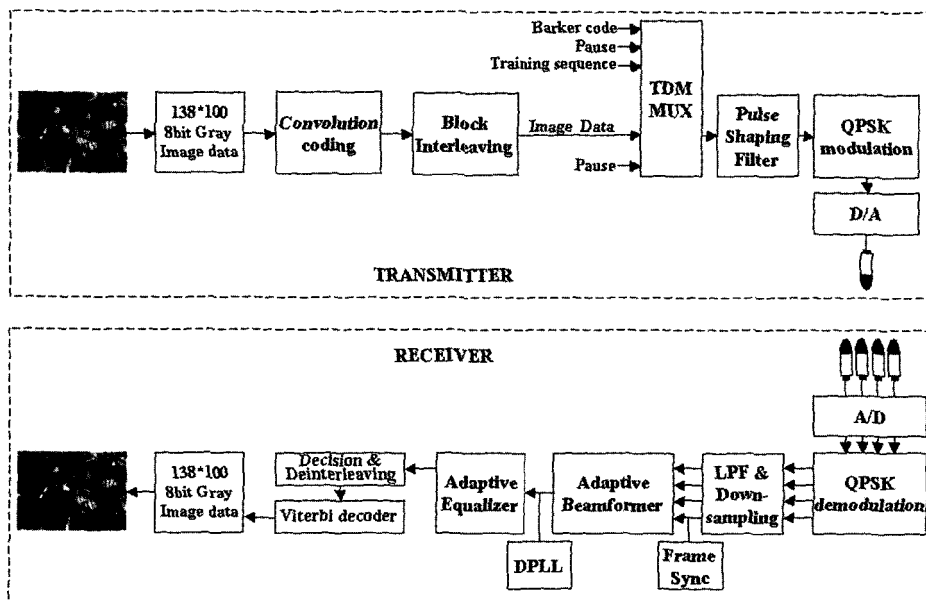 Barker code
Pause
Training sequence
TDM
MUX
138*100
8bit Gray
Image data
Convolution
coding
Block
Interleaving
Image Data
Pause
Pulse
Shaping
Filter
QPSK
modulation
D/A
TRANSMITTER
RECEIVER
A/D
138*100
8bit Gray
Image data
Decision &
Deinterleaving
Viterbi decoder
Adaptive
Equalizer
Adaptive
Beamformer
LPF &
Down-
sampling
QPSK
demodulation
DPLL
Frame
Sync